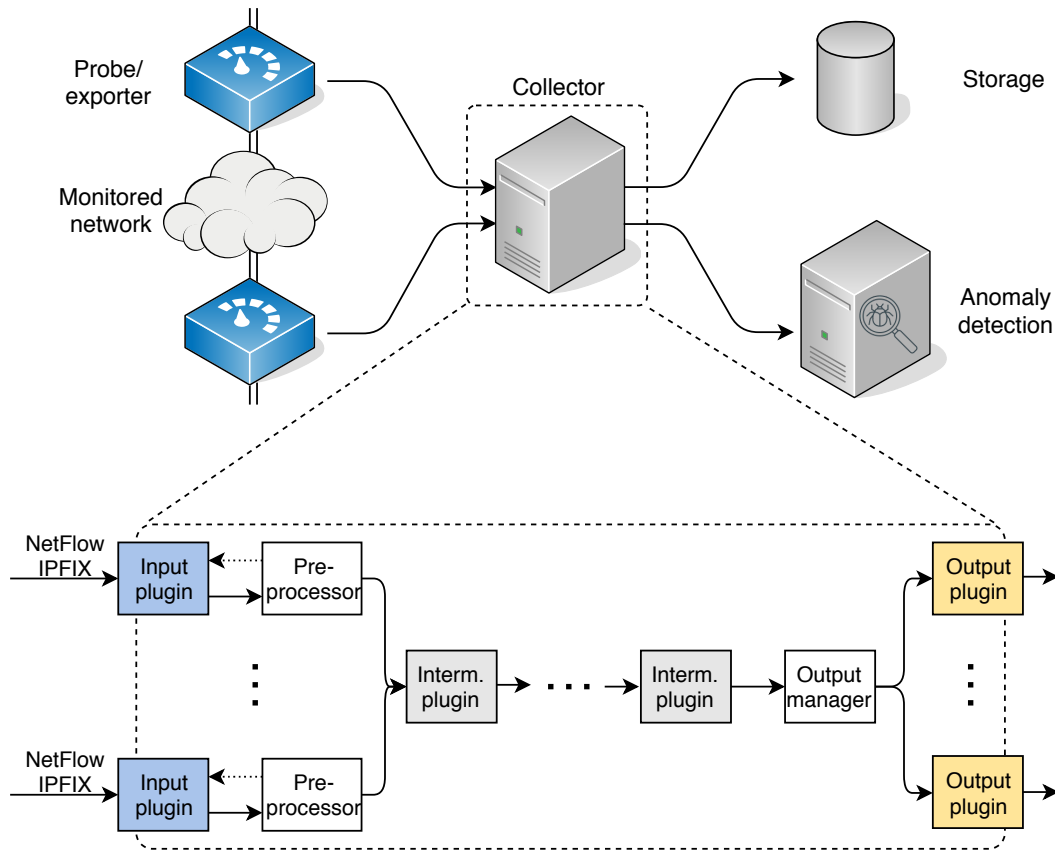 Probe/
exporter
Collector
Storage
Monitored
network
Anomaly
detection
NetFlow
IPFIX
Input
plugin
Pre-
processor
Output
plugin
Interm.
plugin
Interm.
plugin
Output
manager
NetFlow
IPFIX
Input
plugin
Pre-
processor
Output
plugin